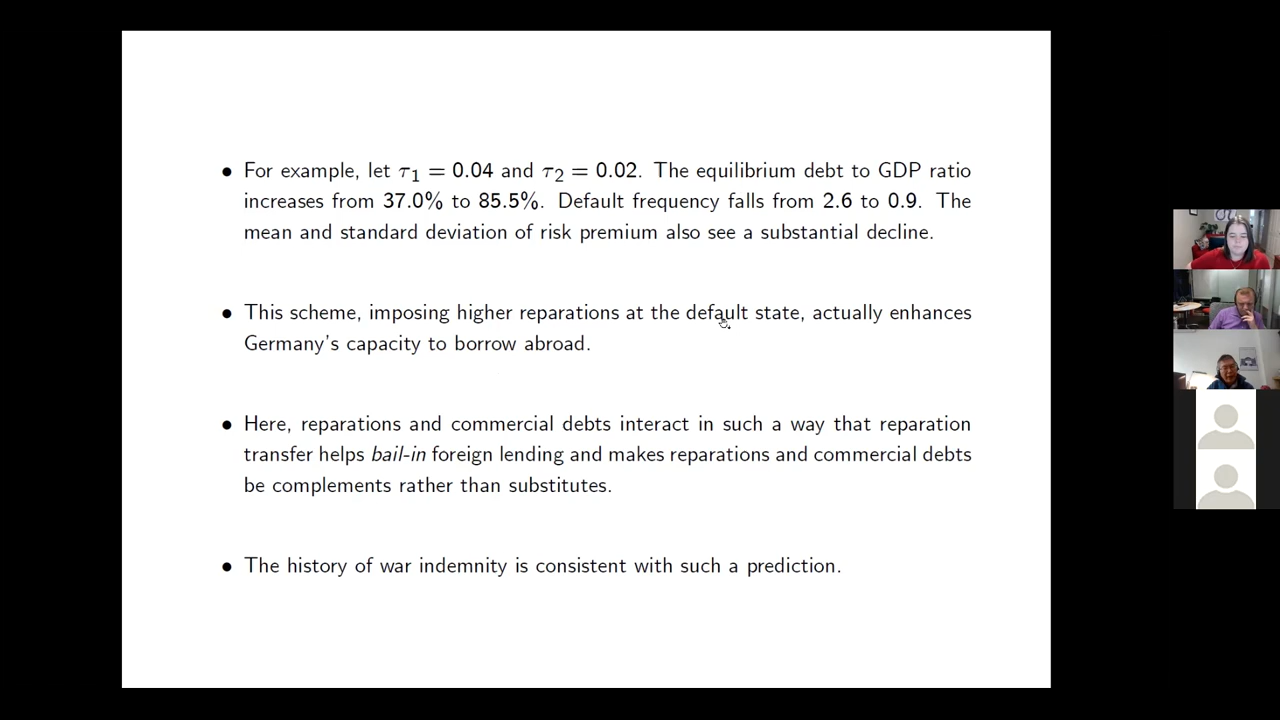 • For example, let τ1 = 0.04 and τ2 = 0.02. The equilibrium debt to GDP ratio
increases from 37.0% to 85.5%. Default frequency falls from 2.6 to 0.9. The
mean and standard deviation of risk premium also see a substantial decline.
• This scheme, imposing higher reparations at the default state, actually enhances
Germany's capacity to borrow abroad.
• Here, reparations and commercial debts interact in such a way that reparation
transfer helps bail-in foreign lending and makes reparations and commercial debts
be complements rather than substitutes.
• The history of war indemnity is consistent with such a prediction.